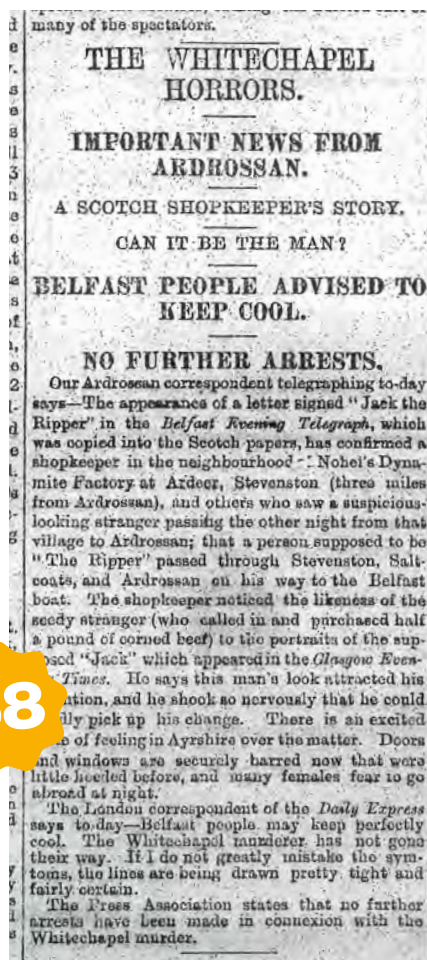 many of the spectators.
THE WHITECHAPEL
HORRORS.
IMPORTANT NEWS FROM
ARDROSSAN.
A SCOTCH SHOPKEEPER'S STORY.
CAN IT BE THE MAN?
BELFAST PEOPLE ADVISED TO
KEEP COOL.
NO FURTHER ARRESTS.
Our Ardrossan correspondent telegraphing to-day
says—The appearance of a letter signed "Jack the
Ripper" in the Belfast Evening Telegraph, which
was copied into the Scotch papers, has confirmed a
shopkeeper in the neighbourhood Nobel's Dyna-
mite Factory at Ardeer, Stevenston (three miles
from Ardrossan), and others who saw a suspicious-
looking stranger passing the other night from that
village to Ardrossan; that a person supposed to be
"The Ripper" passed through Stevenston, Salt-
coats, and Ardrossan on his way to the Belfast
boat. The shopkeeper noticed the likeness of the
seedy stranger (who called in and purchased half
a pound of corned beef) to the portraits of the sup-
osed "Jack" which appeared in the Glasgow Even-
Times. He says this man's look attracted his
ntion, and he shook so nervously that he could
dly pick up his change. There is an excited
of feeling in Ayrshire over the matter. Doors
and windows are securely barred now that were
little heeded before, and many females fear to go
abroad at night.
The London correspondent of the Daily Express
says to-day—Belfast people may keep perfectly
cool. The Whitechapel murderer has not gone
their way. If I do not greatly mistake the sym-
toms, the lines are being drawn pretty tight and
fairly certain.
The Press Association states that no further
arrests have been made in connexion with the
Whitechapel murder.